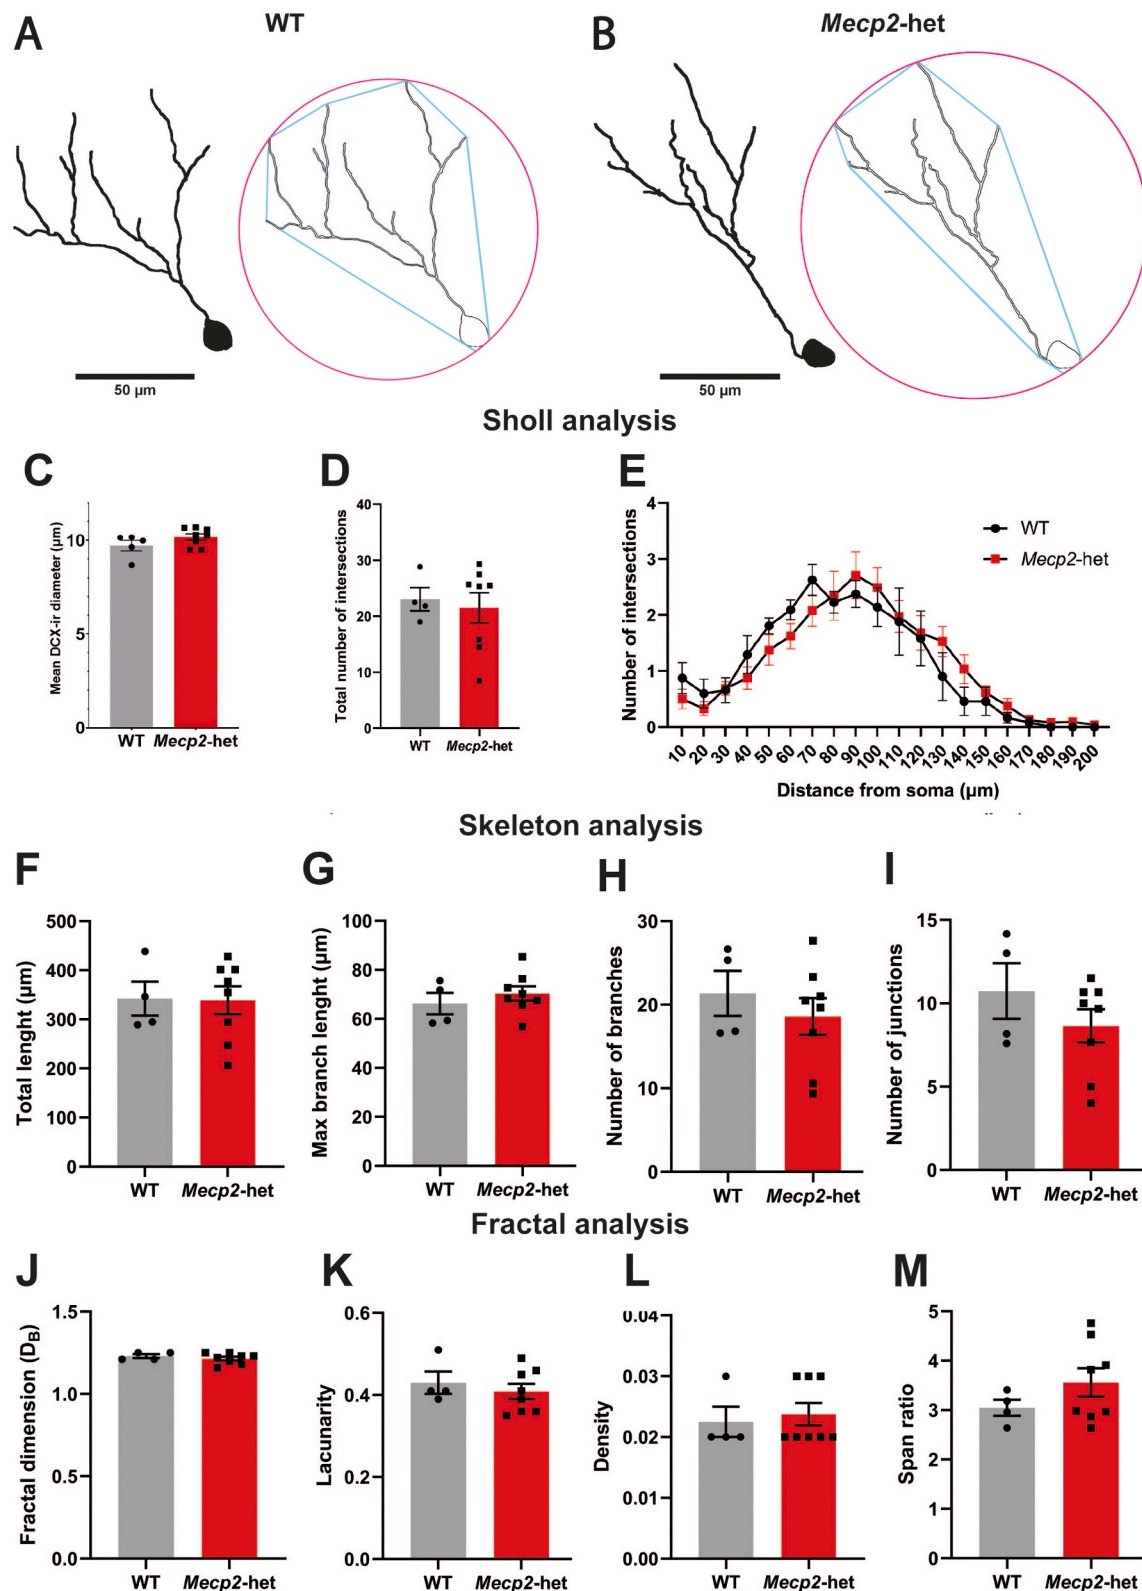 A
WT
B
Mecp2-het
50 µm
50 µm
Sholl analysis
C
Mean DCX-ir diameter (µm)
10
5
0
WT
Mecp2-het
D
Total number of intersections
40
30
20
10
0
WT
Mecp2-het
E
Number of intersections
4
3
2
1
0
WT
Mecp2-het
10
20
30
40
50
60
70
80
90
100
110
120
130
140
150
160
170
180
190
200
Distance from soma (µm)
Skeleton analysis
F
Total lenght (µm)
500
400
300
200
100
0
WT
Mecp2-het
G
Max branch lenght (µm)
100
80
60
40
20
0
WT
Mecp2-het
H
Number of branches
30
20
10
0
WT
Mecp2-het
I
Number of junctions
15
10
5
0
WT
Mecp2-het
Fractal analysis
J
Fractal dimension (DB)
1.5
1.0
0.5
0.0
WT
Mecp2-het
K
Lacunarity
0.6
0.4
0.2
0.0
WT
Mecp2-het
L
Density
0.04
0.03
0.02
0.01
0.00
WT
Mecp2-het
M
Span ratio
5
4
3
2
1
0
WT
Mecp2-het